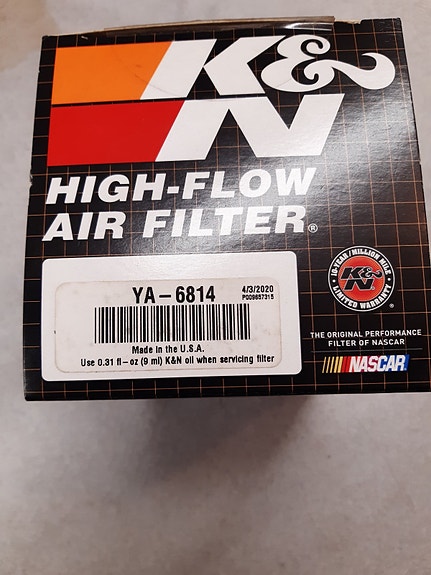 K&N
HIGH-FLOW
AIR FILTER®
YA-6814
4/3/2020
P009657315
Made in the U.S.A.
Use 0.31 fl-oz (9 ml) K&N oil when servicing filter
10-YEAR/MILLION MILE
K&N
LIMITED WARRANTY
THE ORIGINAL PERFORMANCE
FILTER OF NASCAR
NASCAR